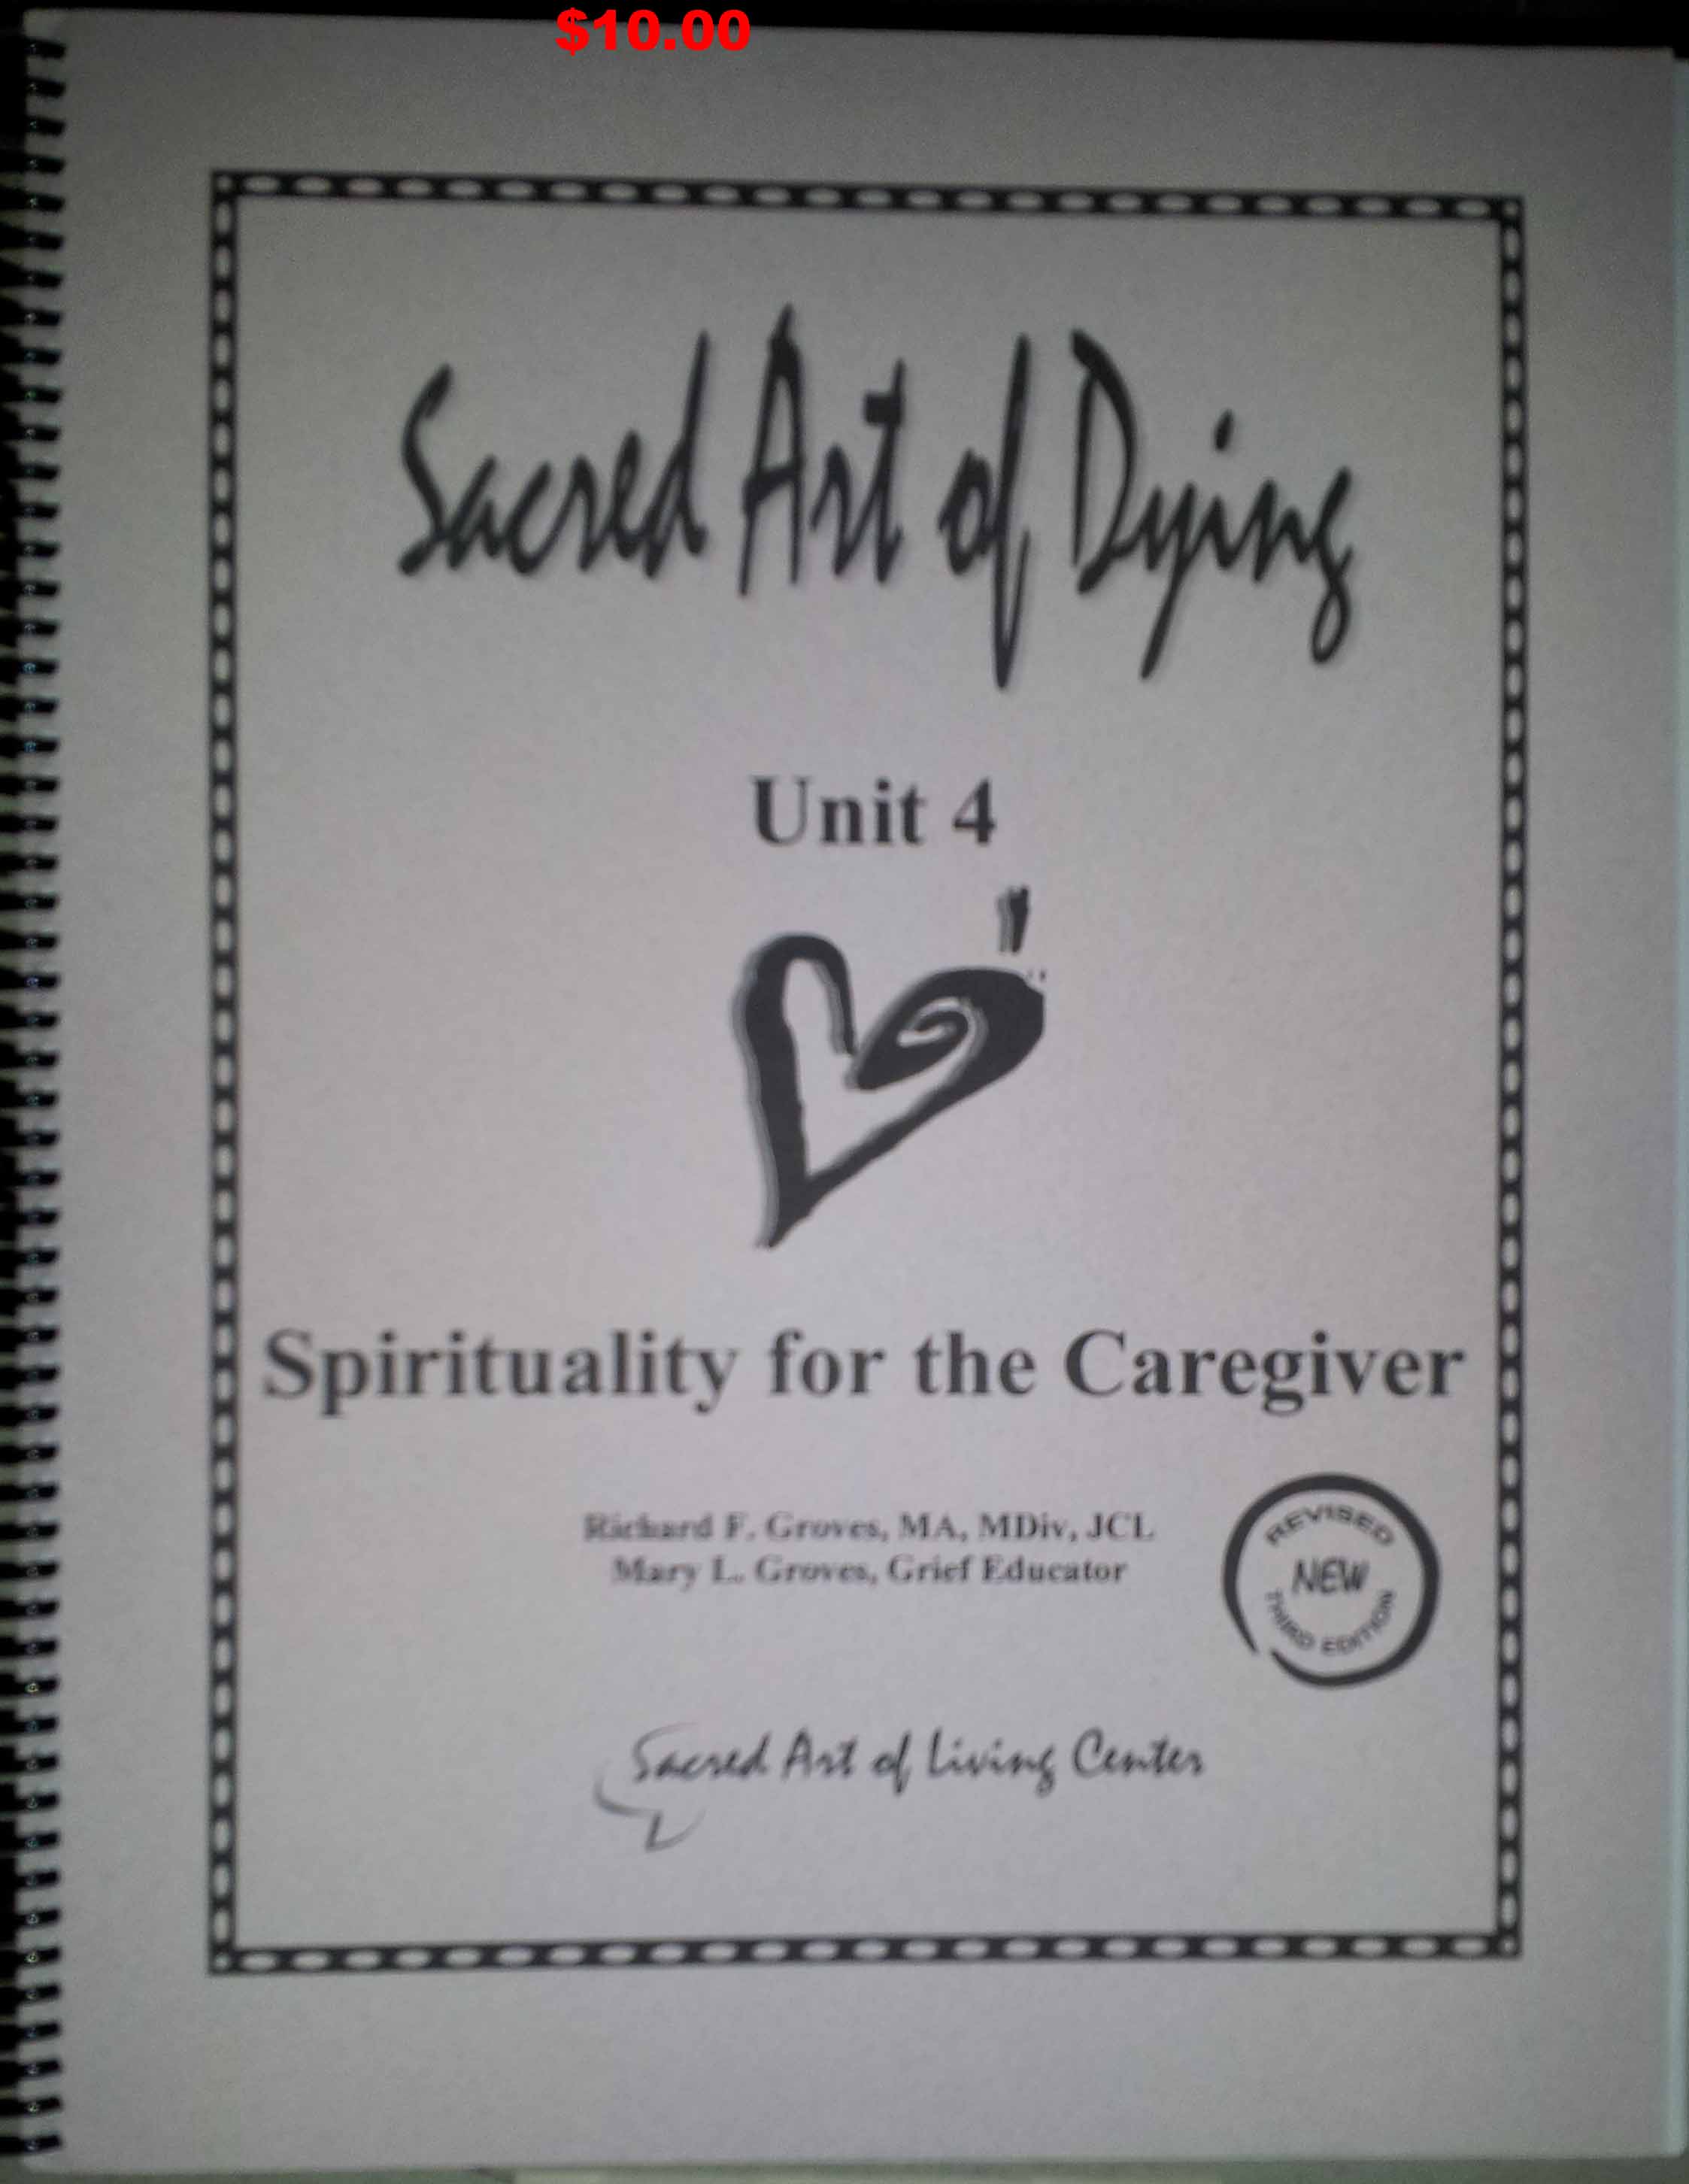 $10.00
Sacred Art of Dying
Unit 4
Spirituality for the Caregiver
Richard F. Groves, MA, MDiv, JCL
Mary L. Groves, Grief Educator
REVISED
NEW
THIRD EDITION
Sacred Art of Living Center